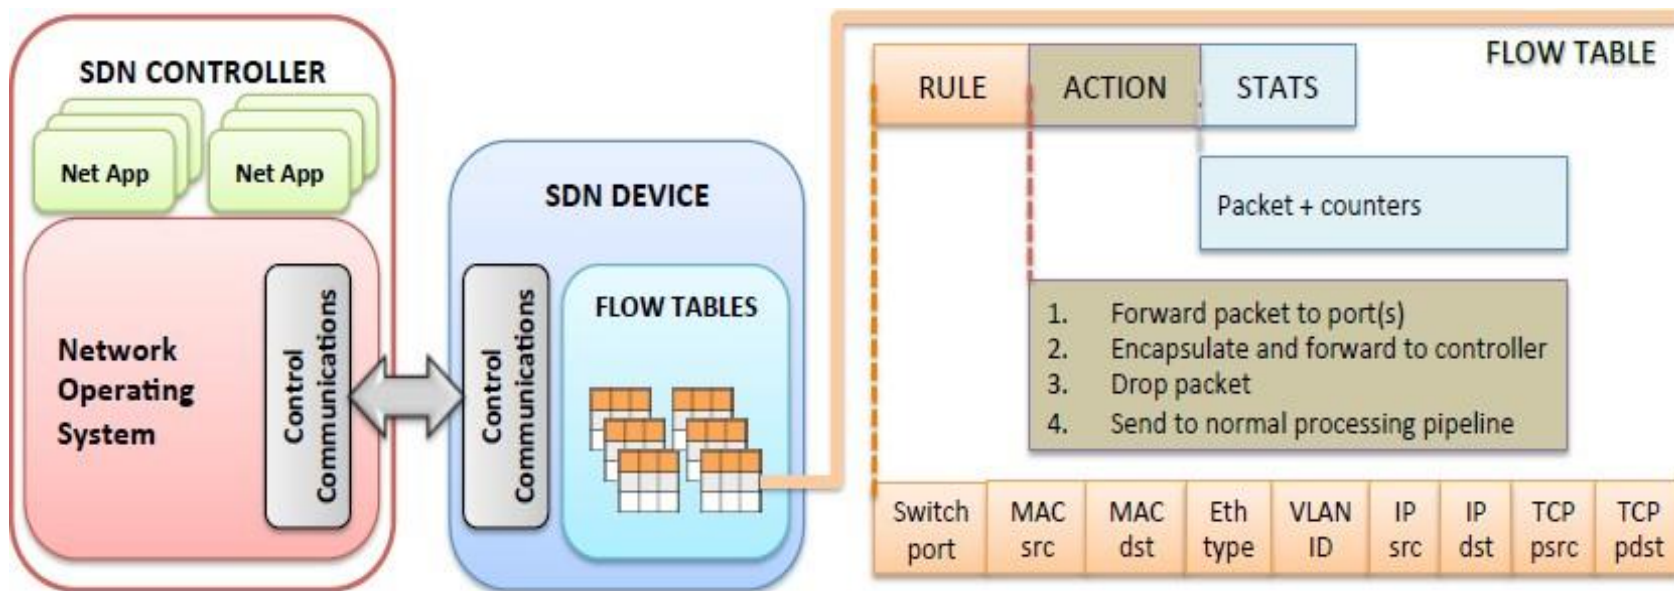 SDN CONTROLLER
Net App
Net App
Network
Operating
System
Control
Communications
SDN DEVICE
Control
Communications
FLOW TABLES
FLOW TABLE
RULE
ACTION
STATS
Packet + counters
1. Forward packet to port(s)
2. Encapsulate and forward to controller
3. Drop packet
4. Send to normal processing pipeline
Switch
port
MAC
src
MAC
dst
Eth
type
VLAN
ID
IP
src
IP
dst
TCP
psrc
TCP
pdst